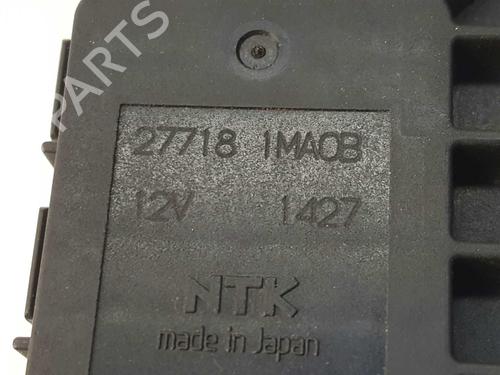 PARTS
27718 1MA0B
12V 1427
NTK
made in Japan